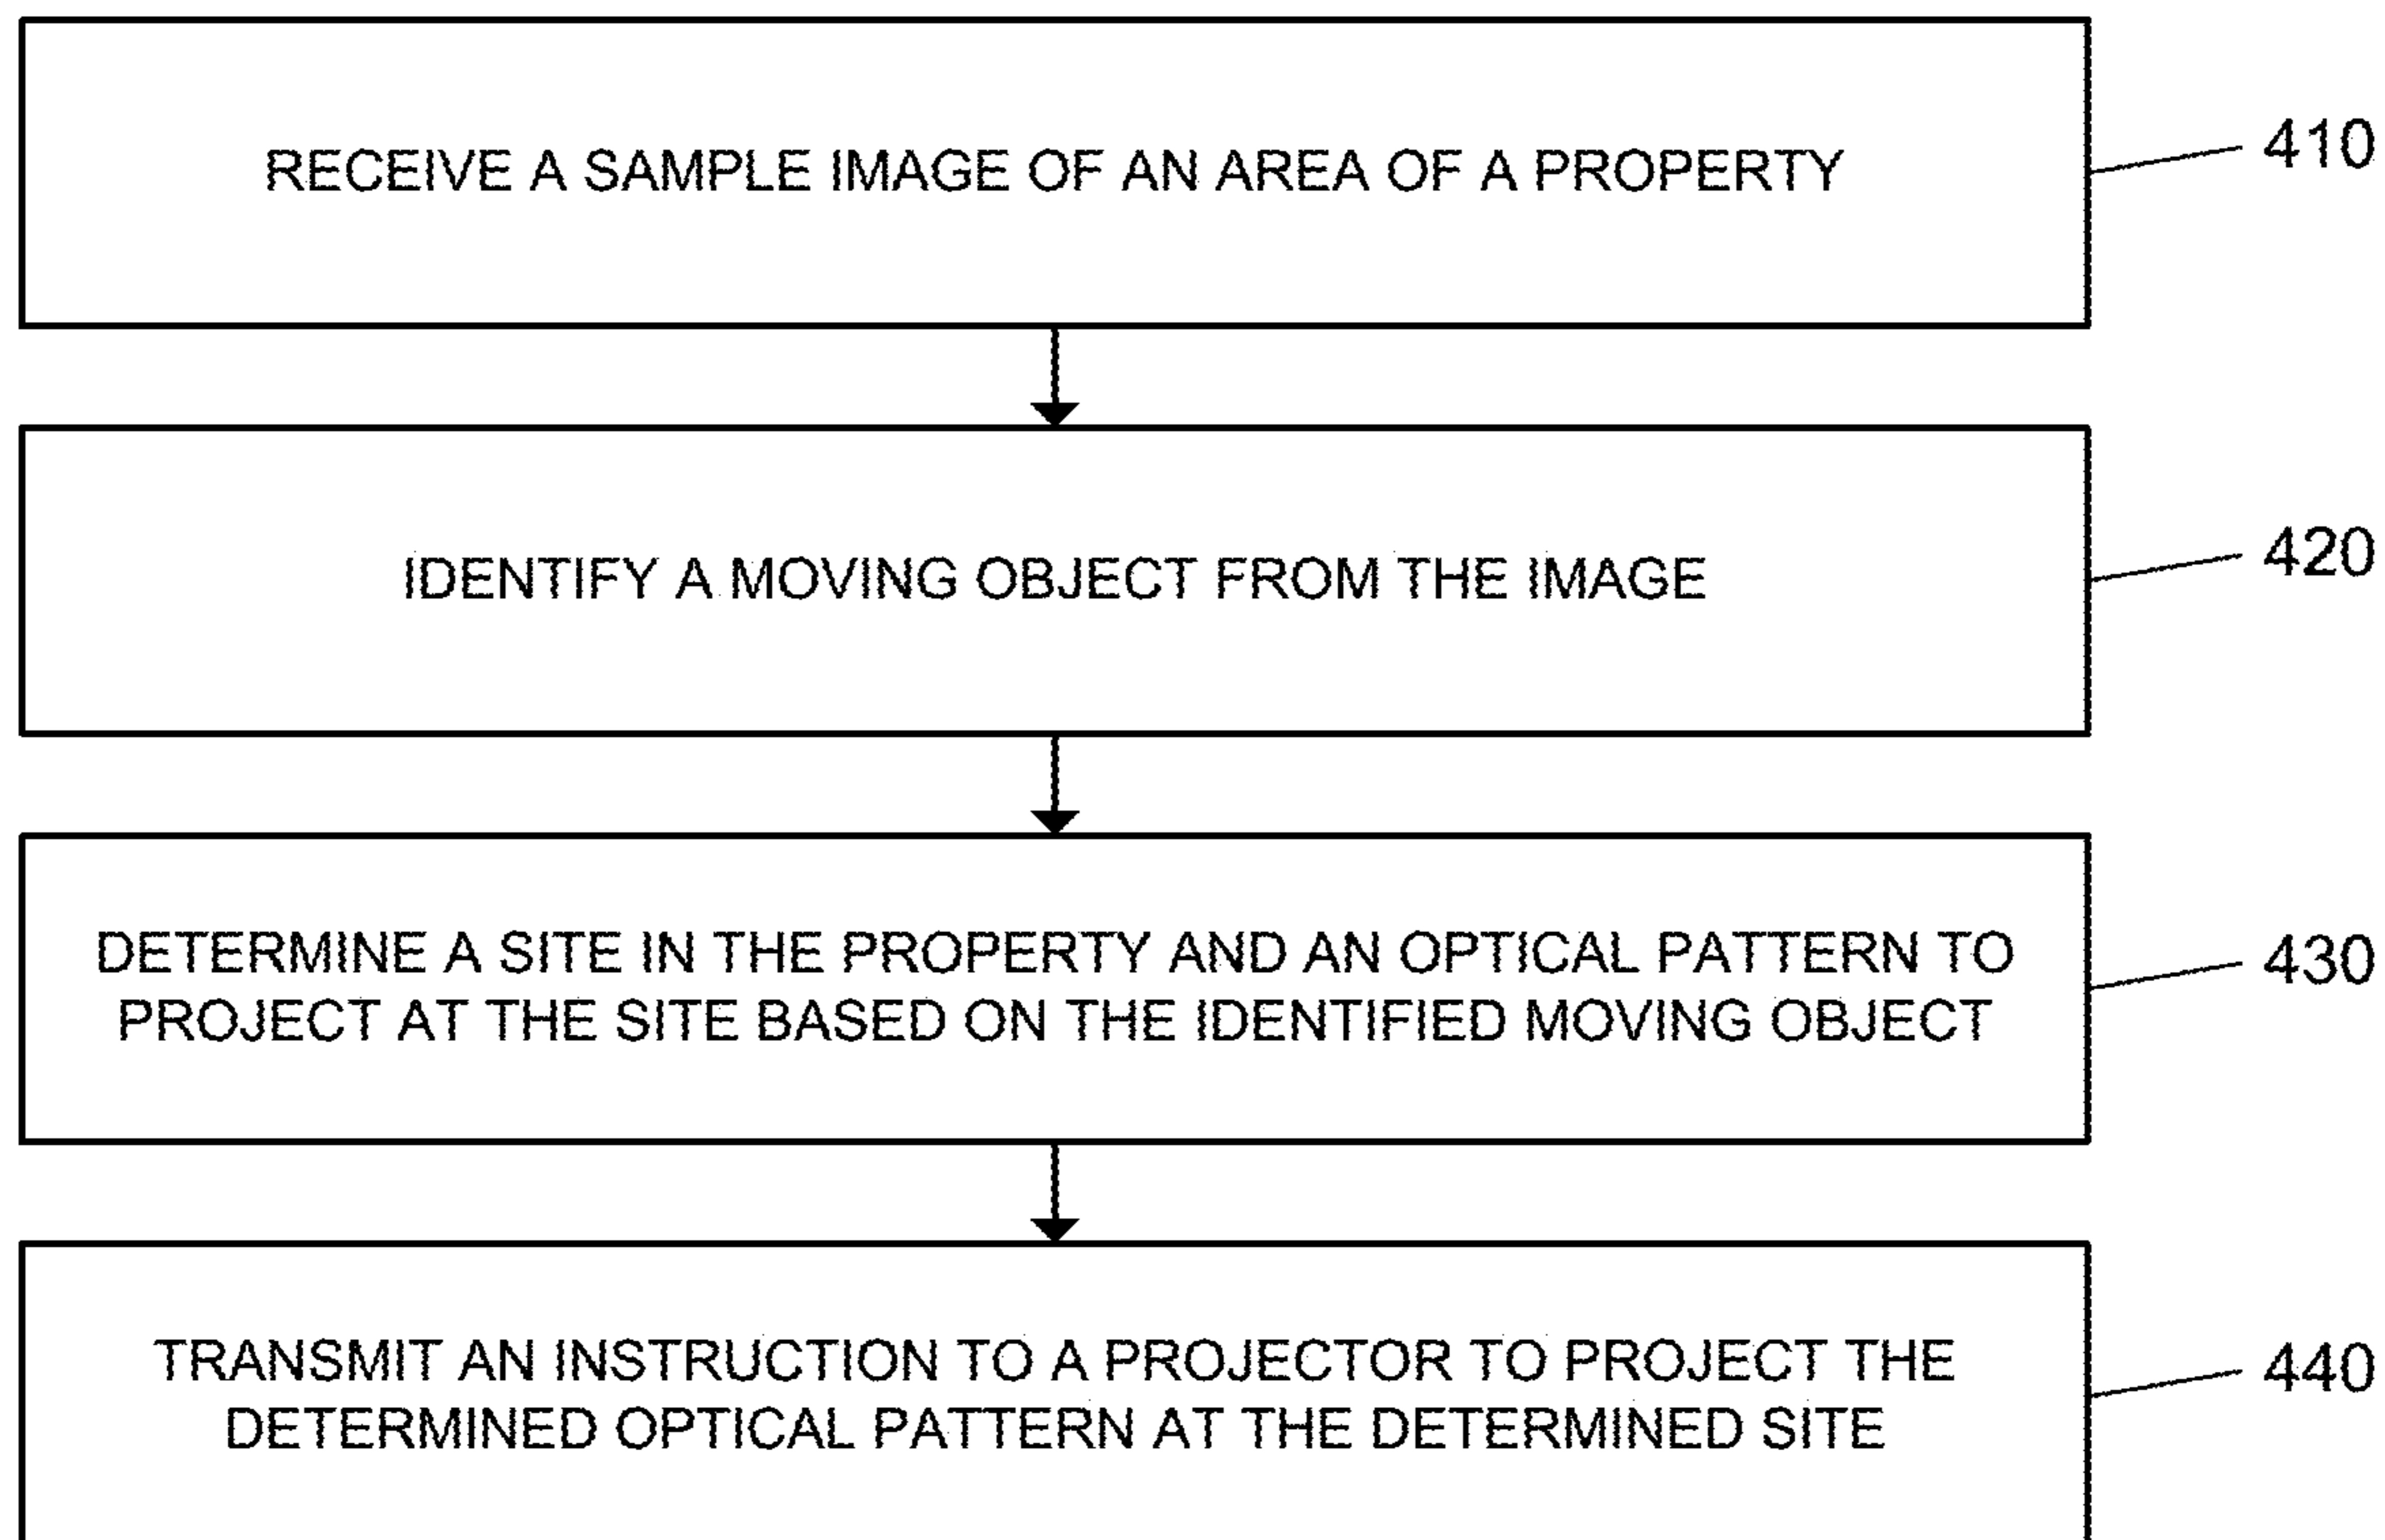 RECEIVE A SAMPLE IMAGE OF AN AREA OF A PROPERTY
410
IDENTIFY A MOVING OBJECT FROM THE IMAGE
420
DETERMINE A SITE IN THE PROPERTY AND AN OPTICAL PATTERN TO
PROJECT AT THE SITE BASED ON THE IDENTIFIED MOVING OBJECT
430
TRANSMIT AN INSTRUCTION TO A PROJECTOR TO PROJECT THE
DETERMINED OPTICAL PATTERN AT THE DETERMINED SITE
440